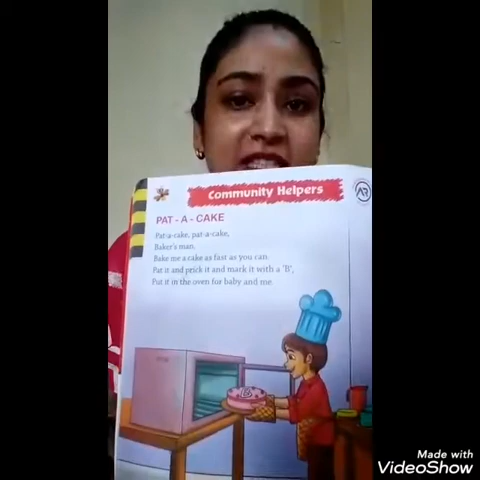 Community Helpers
AR
PAT - A - CAKE
Pat-a-cake, pat-a-cake,
Baker's man.
Bake me a cake as fast as you can.
Pat it and prick it and mark it with a 'B',
Put it in the oven for baby and me.
B
Made with
VideoShow